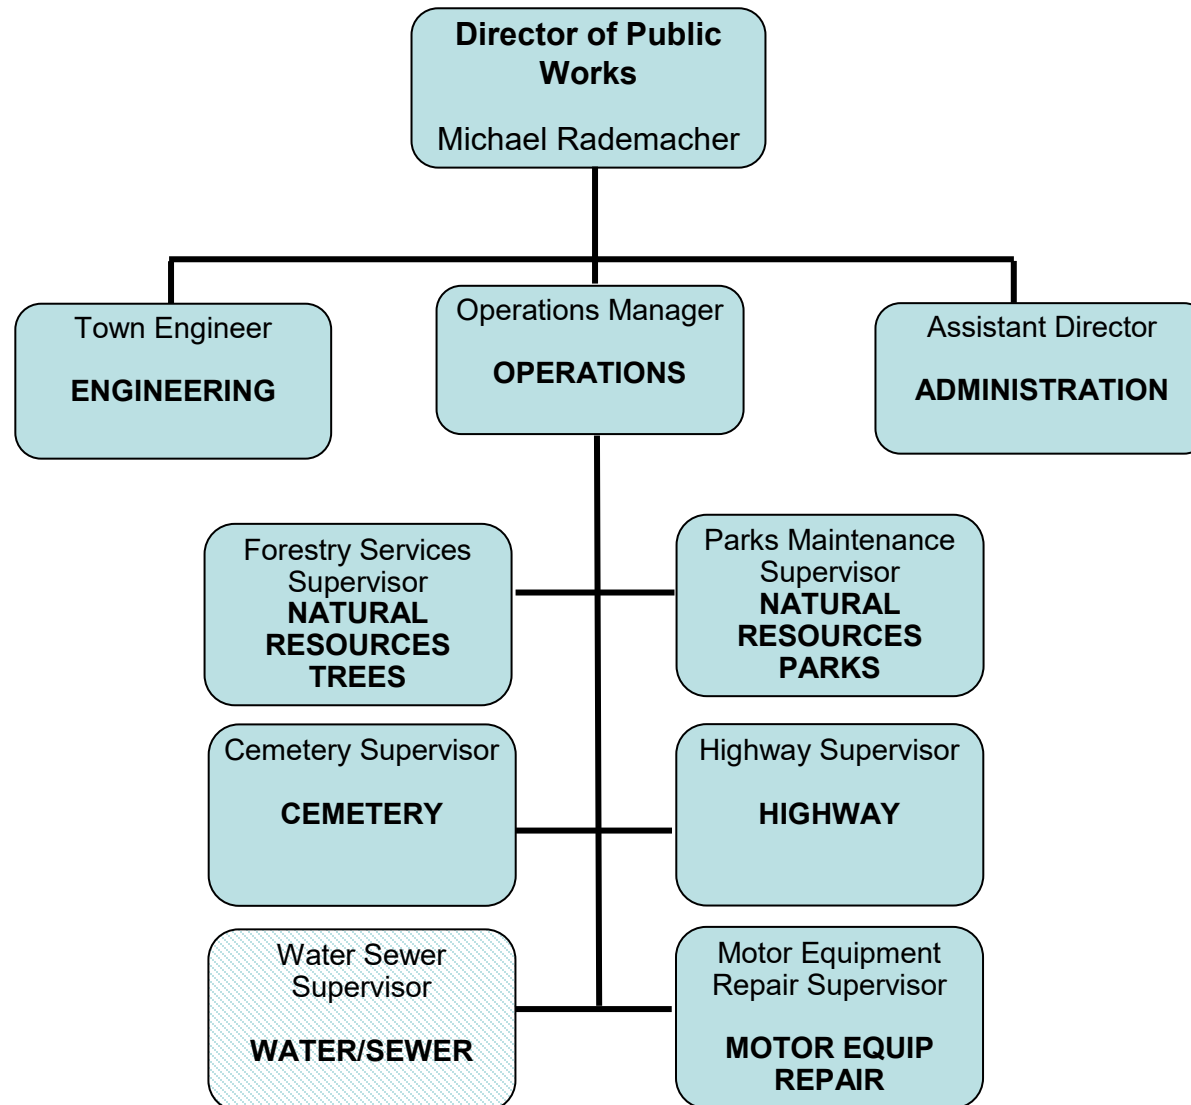 Director of Public
Works
Michael Rademacher
Town Engineer
ENGINEERING
Operations Manager
OPERATIONS
Assistant Director
ADMINISTRATION
Forestry Services
Supervisor
NATURAL
RESOURCES
TREES
Parks Maintenance
Supervisor
NATURAL
RESOURCES
PARKS
Cemetery Supervisor
CEMETERY
Highway Supervisor
HIGHWAY
Water Sewer
Supervisor
WATER/SEWER
Motor Equipment
Repair Supervisor
MOTOR EQUIP
REPAIR